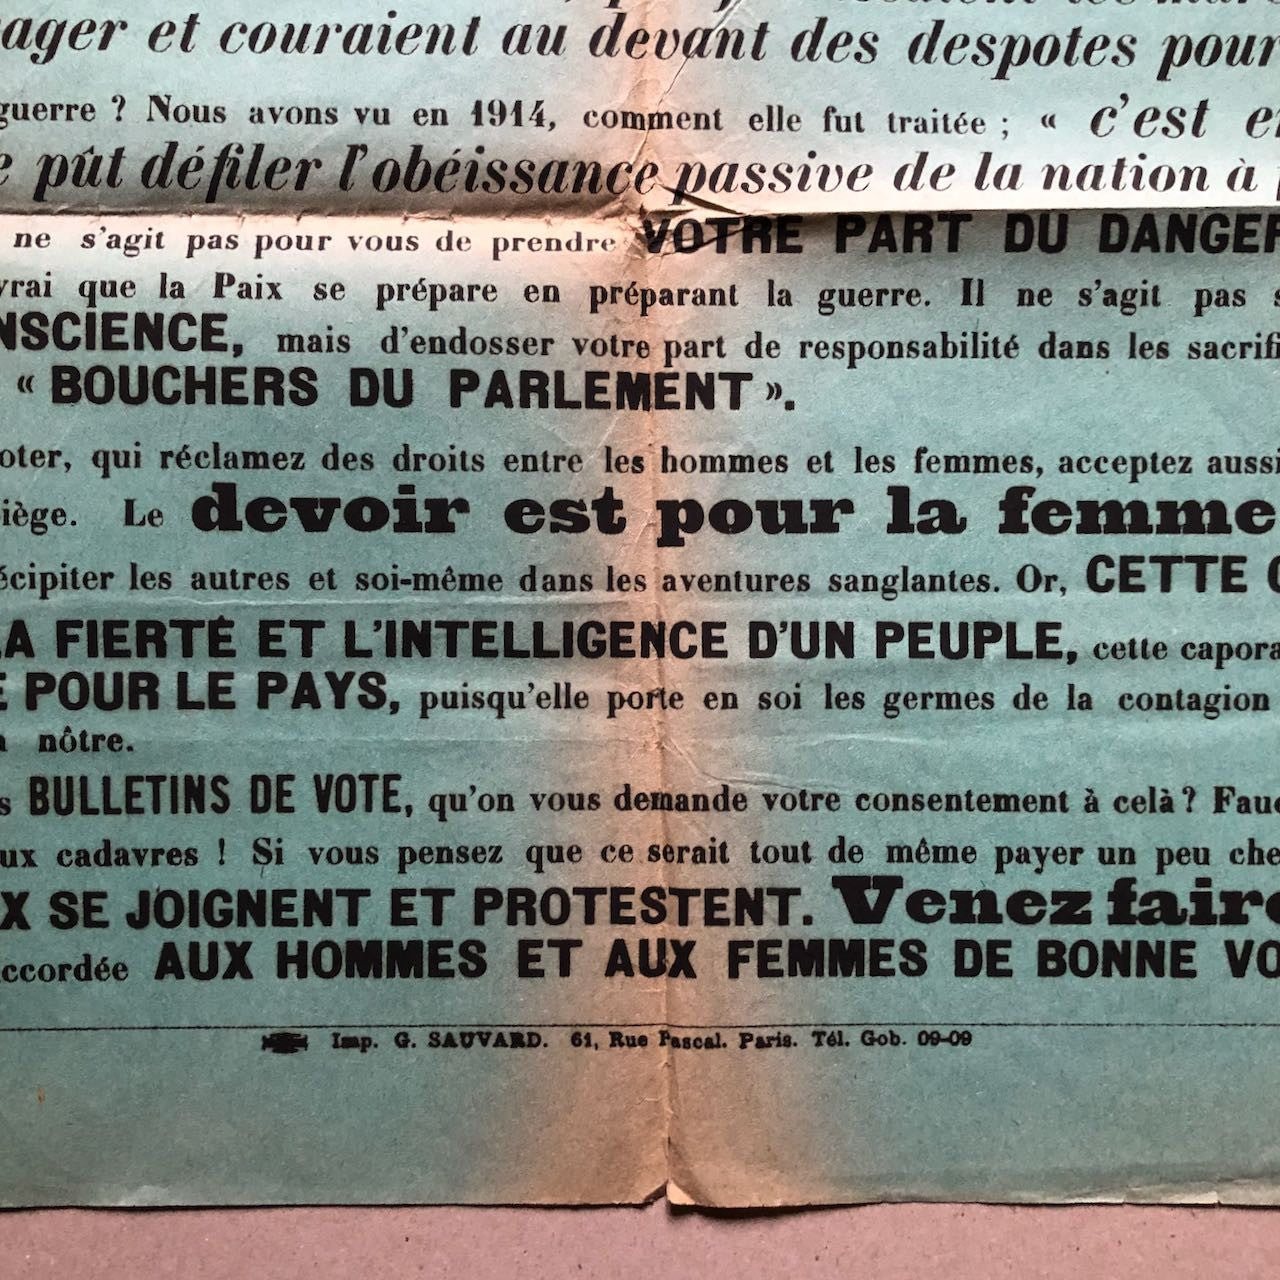 ager et couraient au devant des despotes pour
guerre ? Nous avons vu en 1914, comment elle fut traitée ; « c'est e
e pût défiler l'obéissance passive de la nation à
ne s'agit pas pour vous de prendre VOTRE PART DU DANGER
vrai que la Paix se prépare en préparant la guerre. Il ne s'agit pas s
NSCIENCE, mais d'endosser votre part de responsabilité dans les sacrifi
« BOUCHERS DU PARLEMENT ».
oter, qui réclamez des droits entre les hommes et les femmes, acceptez aussi
iège. Le devoir est pour la femme
écipiter les autres et soi-même dans les aventures sanglantes. Or, CETTE
LA FIERTÉ ET L'INTELLIGENCE D'UN PEUPLE, cette capora
E POUR LE PAYS, puisqu'elle porte en soi les germes de la contagion
nôtre.
s BULLETINS DE VOTE, qu'on vous demande votre consentement à celà ? Fau
ux cadavres ! Si vous pensez que ce serait tout de même payer un peu che
X SE JOIGNENT ET PROTESTENT. Venez faire
ccordée AUX HOMMES ET AUX FEMMES DE BONNE VO
Imp. G. SAUVARD. 61, Rue Pascal. Paris. Tél. Gob. 09-09